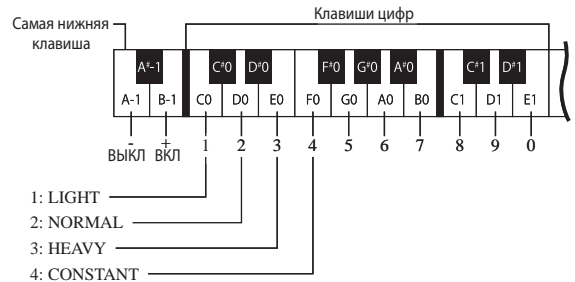 Самая нижняя клавиша
Клавиши цифр
A#-1 C#0 D#0 F#0 G#0 A#0 C#1 D#1
A-1 B-1 C0 D0 E0 F0 G0 A0 B0 C1 D1 E1
- + 1 2 3 4 5 6 7 8 9 0
ВЫКЛ ВКЛ
1: LIGHT
2: NORMAL
3: HEAVY
4: CONSTANT